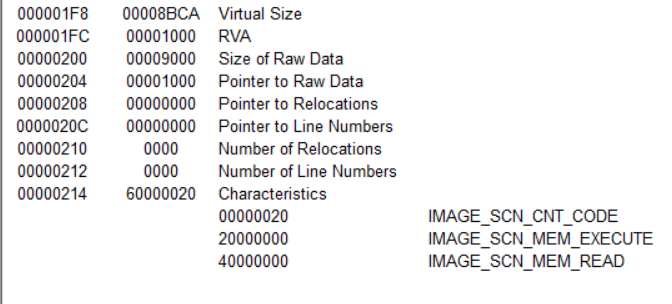 000001F8 00008BCA Virtual Size
000001FC 00001000 RVA
00000200 00009000 Size of Raw Data
00000204 00001000 Pointer to Raw Data
00000208 00000000 Pointer to Relocations
0000020C 00000000 Pointer to Line Numbers
00000210 0000 Number of Relocations
00000212 0000 Number of Line Numbers
00000214 60000020 Characteristics
00000020 IMAGE_SCN_CNT_CODE
20000000 IMAGE_SCN_MEM_EXECUTE
40000000 IMAGE_SCN_MEM_READ